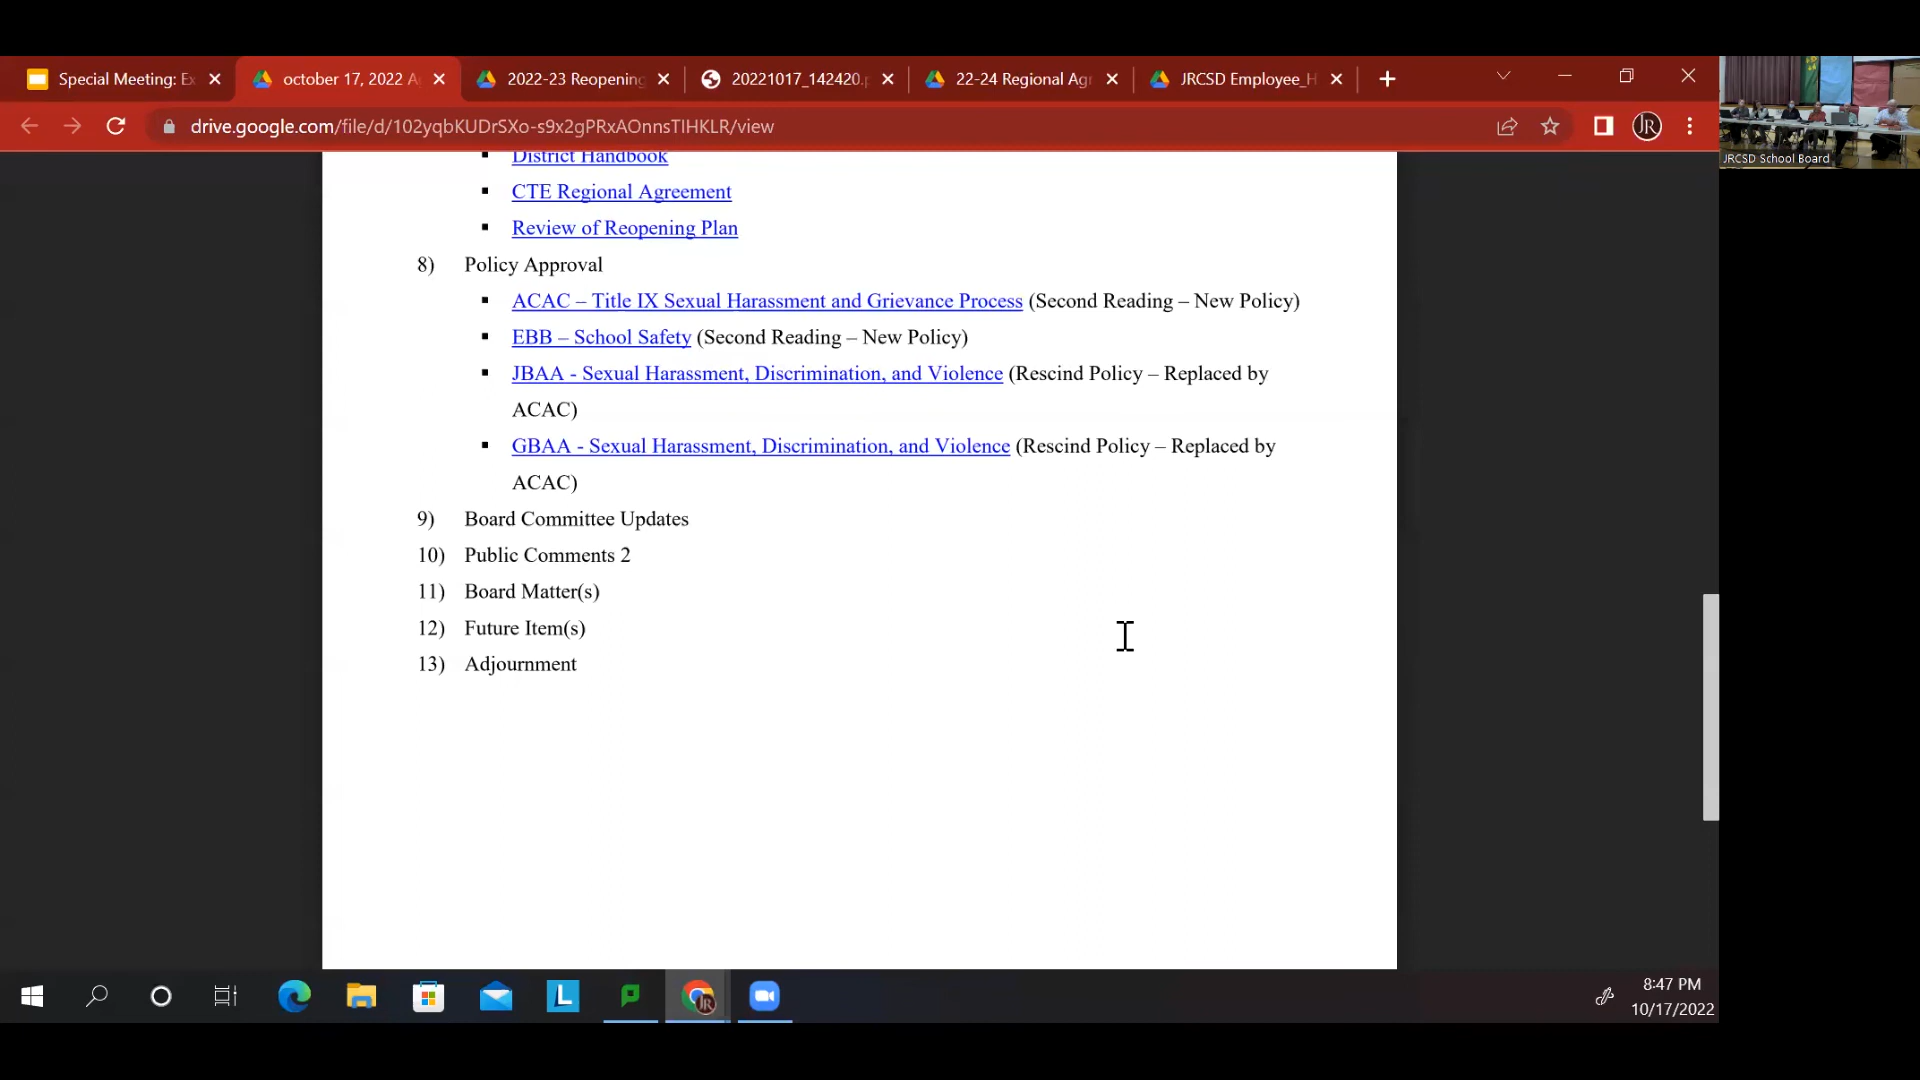 Special Meeting: Ex
october 17, 2022 A
2022-23 Reopening
20221017_142420.p
22-24 Regional Agr
JRCSD Employee_H
drive.google.com/file/d/102yqbKUDrSXo-s9x2gPRxAOnnsTIHKLR/view
JR
JRCSD School Board
▪ District Handbook
▪ CTE Regional Agreement
▪ Review of Reopening Plan
8) Policy Approval
▪ ACAC – Title IX Sexual Harassment and Grievance Process (Second Reading – New Policy)
▪ EBB – School Safety (Second Reading – New Policy)
▪ JBAA - Sexual Harassment, Discrimination, and Violence (Rescind Policy – Replaced by
ACAC)
▪ GBAA - Sexual Harassment, Discrimination, and Violence (Rescind Policy – Replaced by
ACAC)
9) Board Committee Updates
10) Public Comments 2
11) Board Matter(s)
12) Future Item(s)
13) Adjournment
L
JR
8:47 PM
10/17/2022